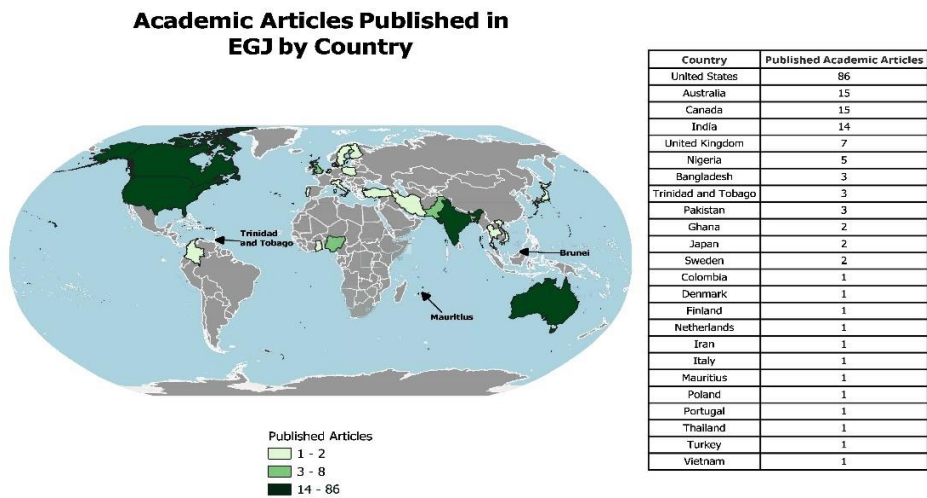 Academic Articles Published in
EGJ by Country
Country Published Academic Articles
United States 86
Australia 15
Canada 15
India 14
United Kingdom 7
Nigeria 5
Bangladesh 3
Trinidad and Tobago 3
Pakistan 3
Ghana 2
Japan 2
Sweden 2
Colombia 1
Denmark 1
Finland 1
Netherlands 1
Iran 1
Italy 1
Mauritius 1
Poland 1
Portugal 1
Thailand 1
Turkey 1
Vietnam 1
Trinidad
and Tobago
Brunei
Mauritius
Published Articles
1 - 2
3 - 8
14 - 86